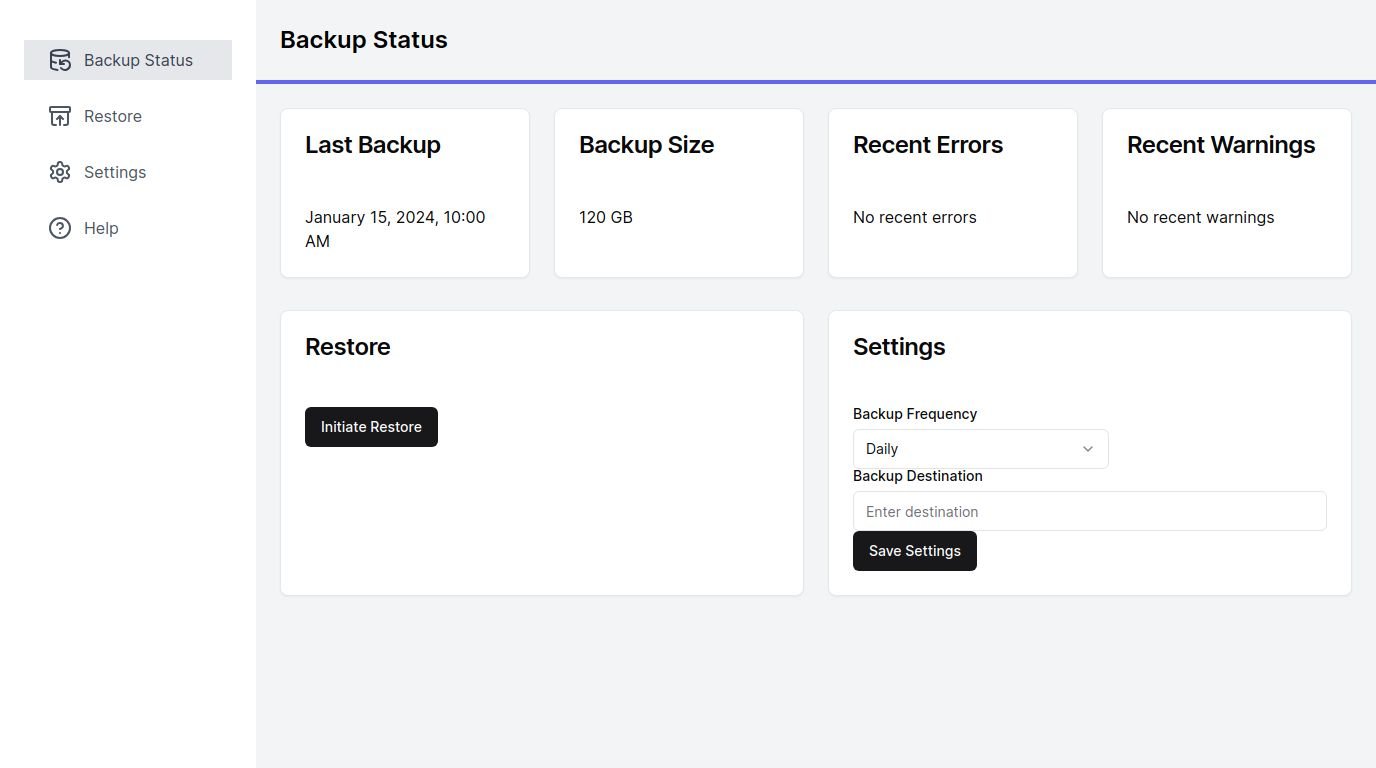 Backup Status
Restore
Settings
Help
Backup Status
Last Backup
January 15, 2024, 10:00
AM
Backup Size
120 GB
Recent Errors
No recent errors
Recent Warnings
No recent warnings
Restore
Initiate Restore
Settings
Backup Frequency
Daily
Backup Destination
Enter destination
Save Settings